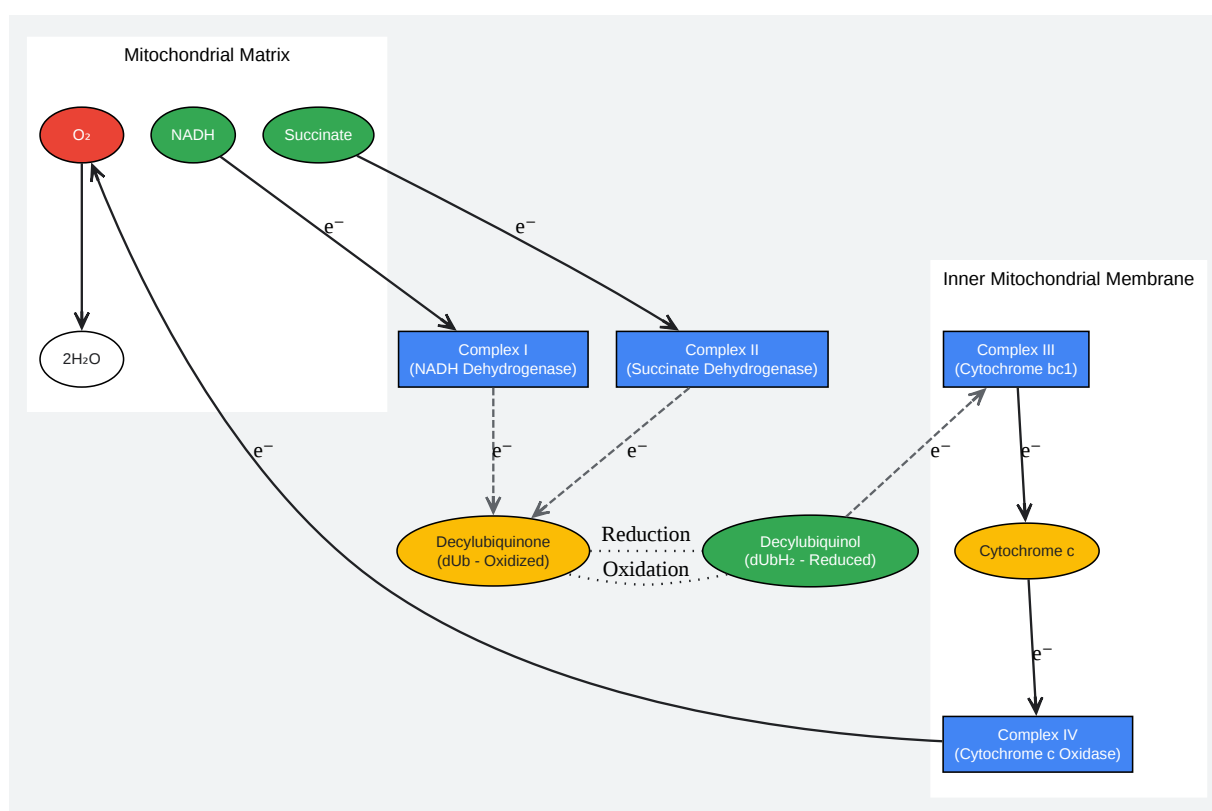 Mitochondrial Matrix
O₂
NADH
Succinate
e⁻
e⁻
Inner Mitochondrial Membrane
2H₂O
Complex I
(NADH Dehydrogenase)
Complex II
(Succinate Dehydrogenase)
Complex III
(Cytochrome bc1)
e⁻
e⁻
e⁻
e⁻
e⁻
Decylubiquinone
(dUb - Oxidized)
Reduction
Oxidation
Decylubiquinol
(dUbH₂ - Reduced)
Cytochrome c
e⁻
Complex IV
(Cytochrome c Oxidase)